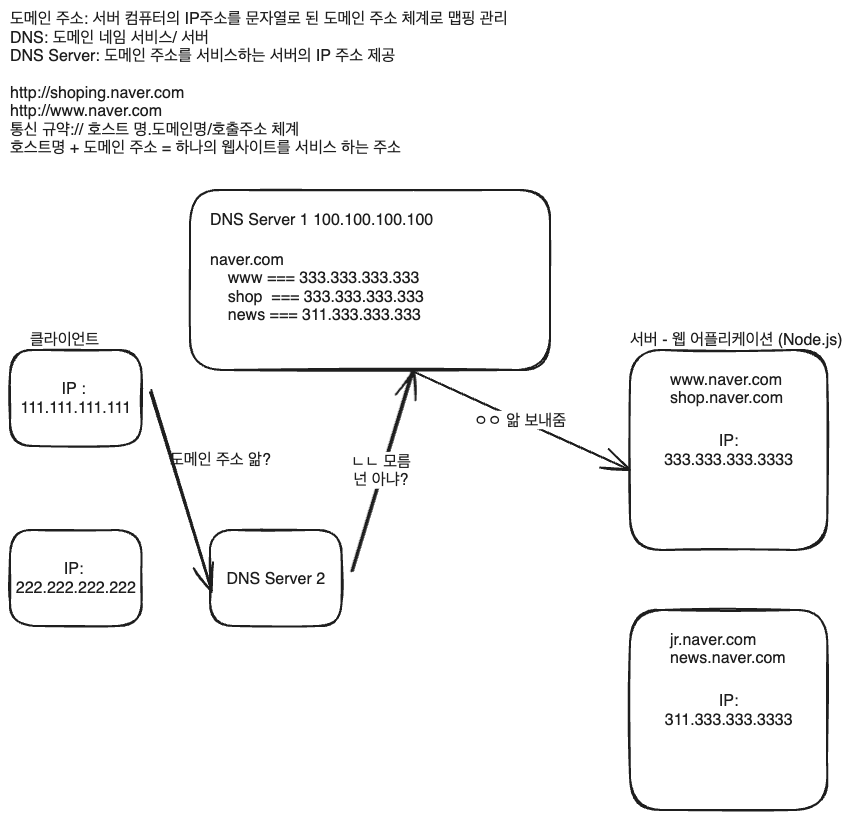 도메인 주소: 서버 컴퓨터의 IP주소를 문자열로 된 도메인 주소 체계로 맵핑 관리
DNS: 도메인 네임 서비스/ 서버
DNS Server: 도메인 주소를 서비스하는 서버의 IP 주소 제공
http://shoping.naver.com
http://www.naver.com
통신 규약:// 호스트 명.도메인명/호출주소 체계
호스트명 + 도메인 주소 = 하나의 웹사이트를 서비스 하는 주소
DNS Server 1 100.100.100.100
naver.com
www === 333.333.333.333
shop === 333.333.333.333
news === 311.333.333.333
클라이언트
IP :
111.111.111.111
도메인 주소 앎?
ㄴㄴ 모름
넌 아냐?
ㅇㅇ 앎 보내줌
서버 - 웹 어플리케이션 (Node.js)
www.naver.com
shop.naver.com
IP:
333.333.333.3333
IP:
222.222.222.222
DNS Server 2
jr.naver.com
news.naver.com
IP:
311.333.333.3333